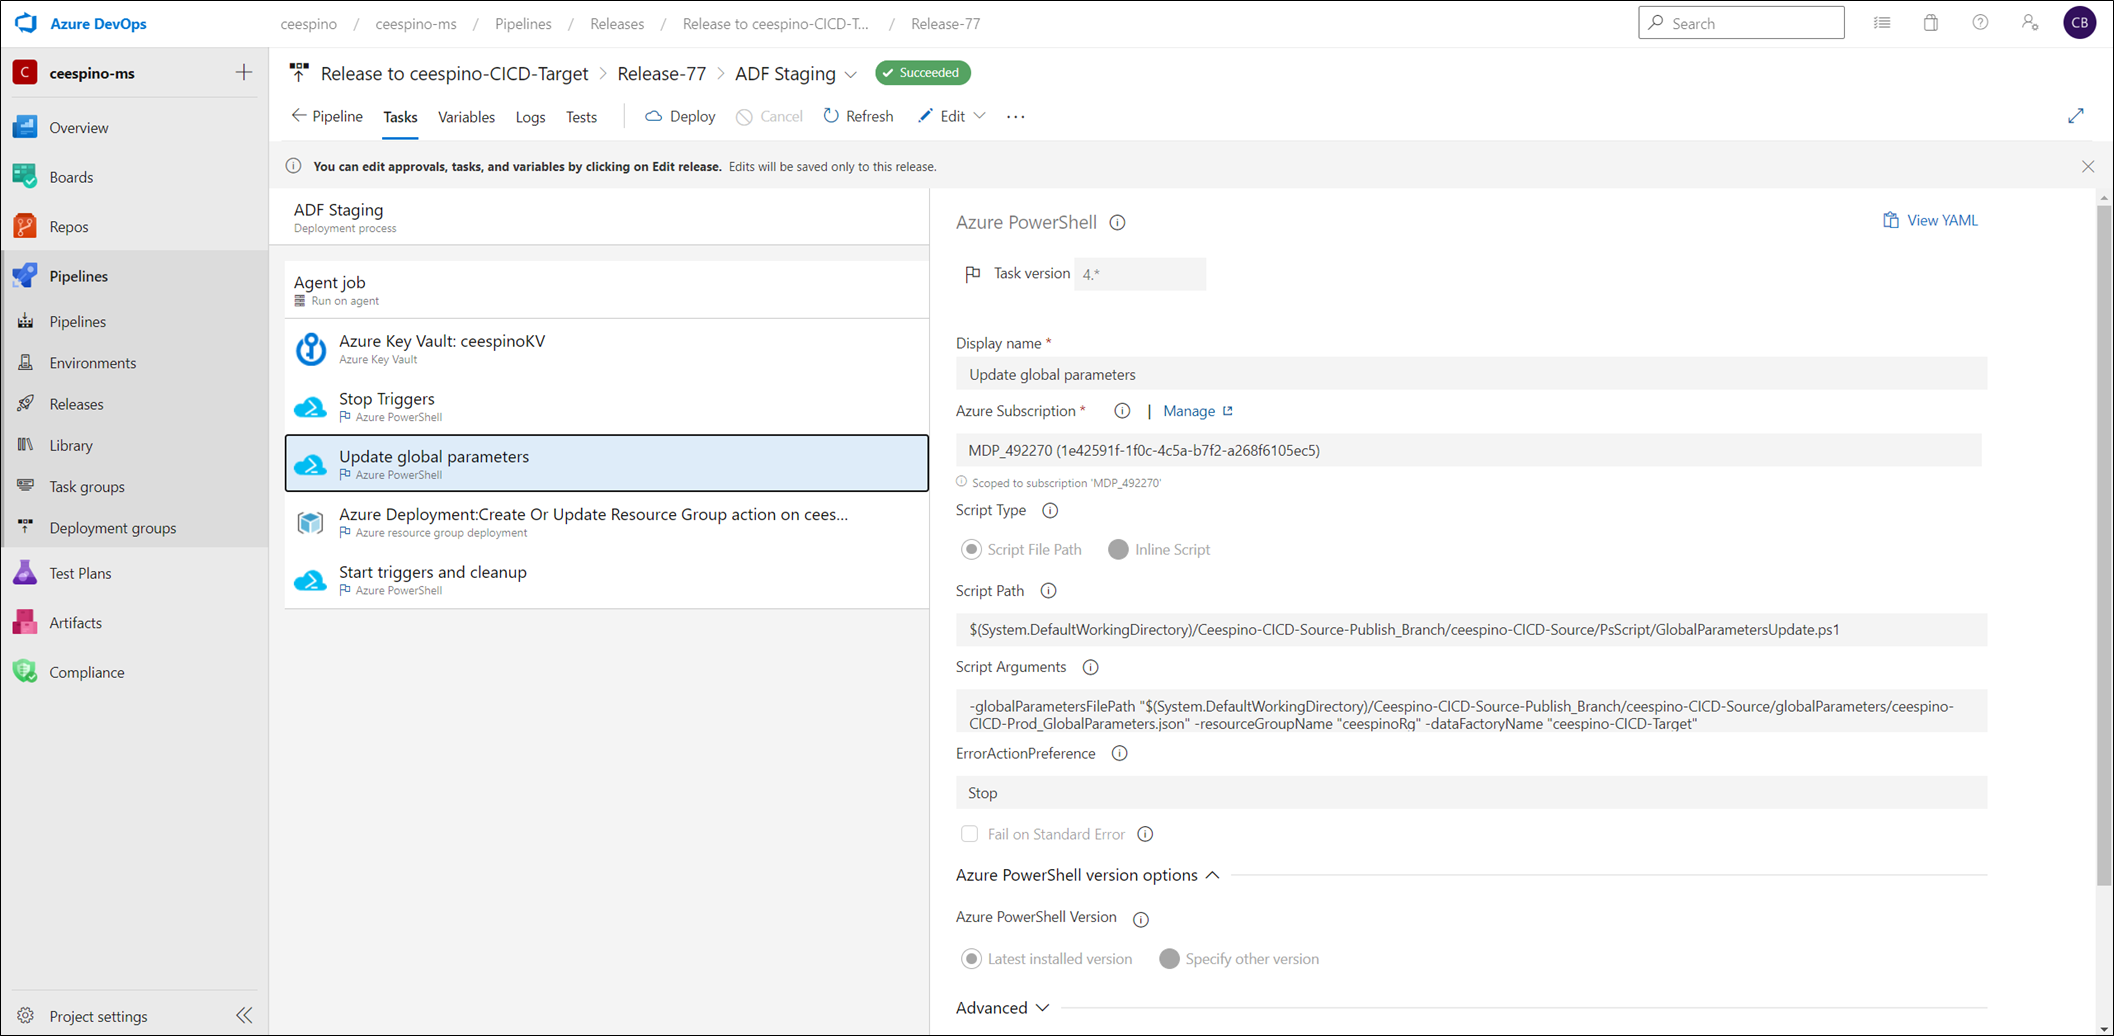 Azure DevOps
ceespino / ceespino-ms / Pipelines / Releases / Release to ceespino-CICD-T... / Release-77
Search
CB
C ceespino-ms
Overview
Boards
Repos
Pipelines
Pipelines
Environments
Releases
Library
Task groups
Deployment groups
Test Plans
Artifacts
Compliance
Project settings
Release to ceespino-CICD-Target > Release-77 > ADF Staging Succeeded
Pipeline Tasks Variables Logs Tests Deploy Cancel Refresh Edit ...
You can edit approvals, tasks, and variables by clicking on Edit release. Edits will be saved only to this release.
ADF Staging
Deployment process
Agent job
Run on agent
Azure Key Vault: ceespinoKV
Azure Key Vault
Stop Triggers
Azure PowerShell
Update global parameters
Azure PowerShell
Azure Deployment:Create Or Update Resource Group action on cees...
Azure resource group deployment
Start triggers and cleanup
Azure PowerShell
Azure PowerShell
View YAML
Task version 4.*
Display name *
Update global parameters
Azure Subscription * | Manage
MDP_492270 (1e42591f-1f0c-4c5a-b7f2-a268f6105ec5)
Scoped to subscription 'MDP_492270'
Script Type
Script File Path Inline Script
Script Path
$(System.DefaultWorkingDirectory)/Ceespino-CICD-Source-Publish_Branch/ceespino-CICD-Source/PsScript/GlobalParametersUpdate.ps1
Script Arguments
-globalParametersFilePath "$(System.DefaultWorkingDirectory)/Ceespino-CICD-Source-Publish_Branch/ceespino-CICD-Source/globalParameters/ceespino-
CICD-Prod_GlobalParameters.json" -resourceGroupName "ceespinoRg" -dataFactoryName "ceespino-CICD-Target"
ErrorActionPreference
Stop
Fail on Standard Error
Azure PowerShell version options
Azure PowerShell Version
Latest installed version Specify other version
Advanced